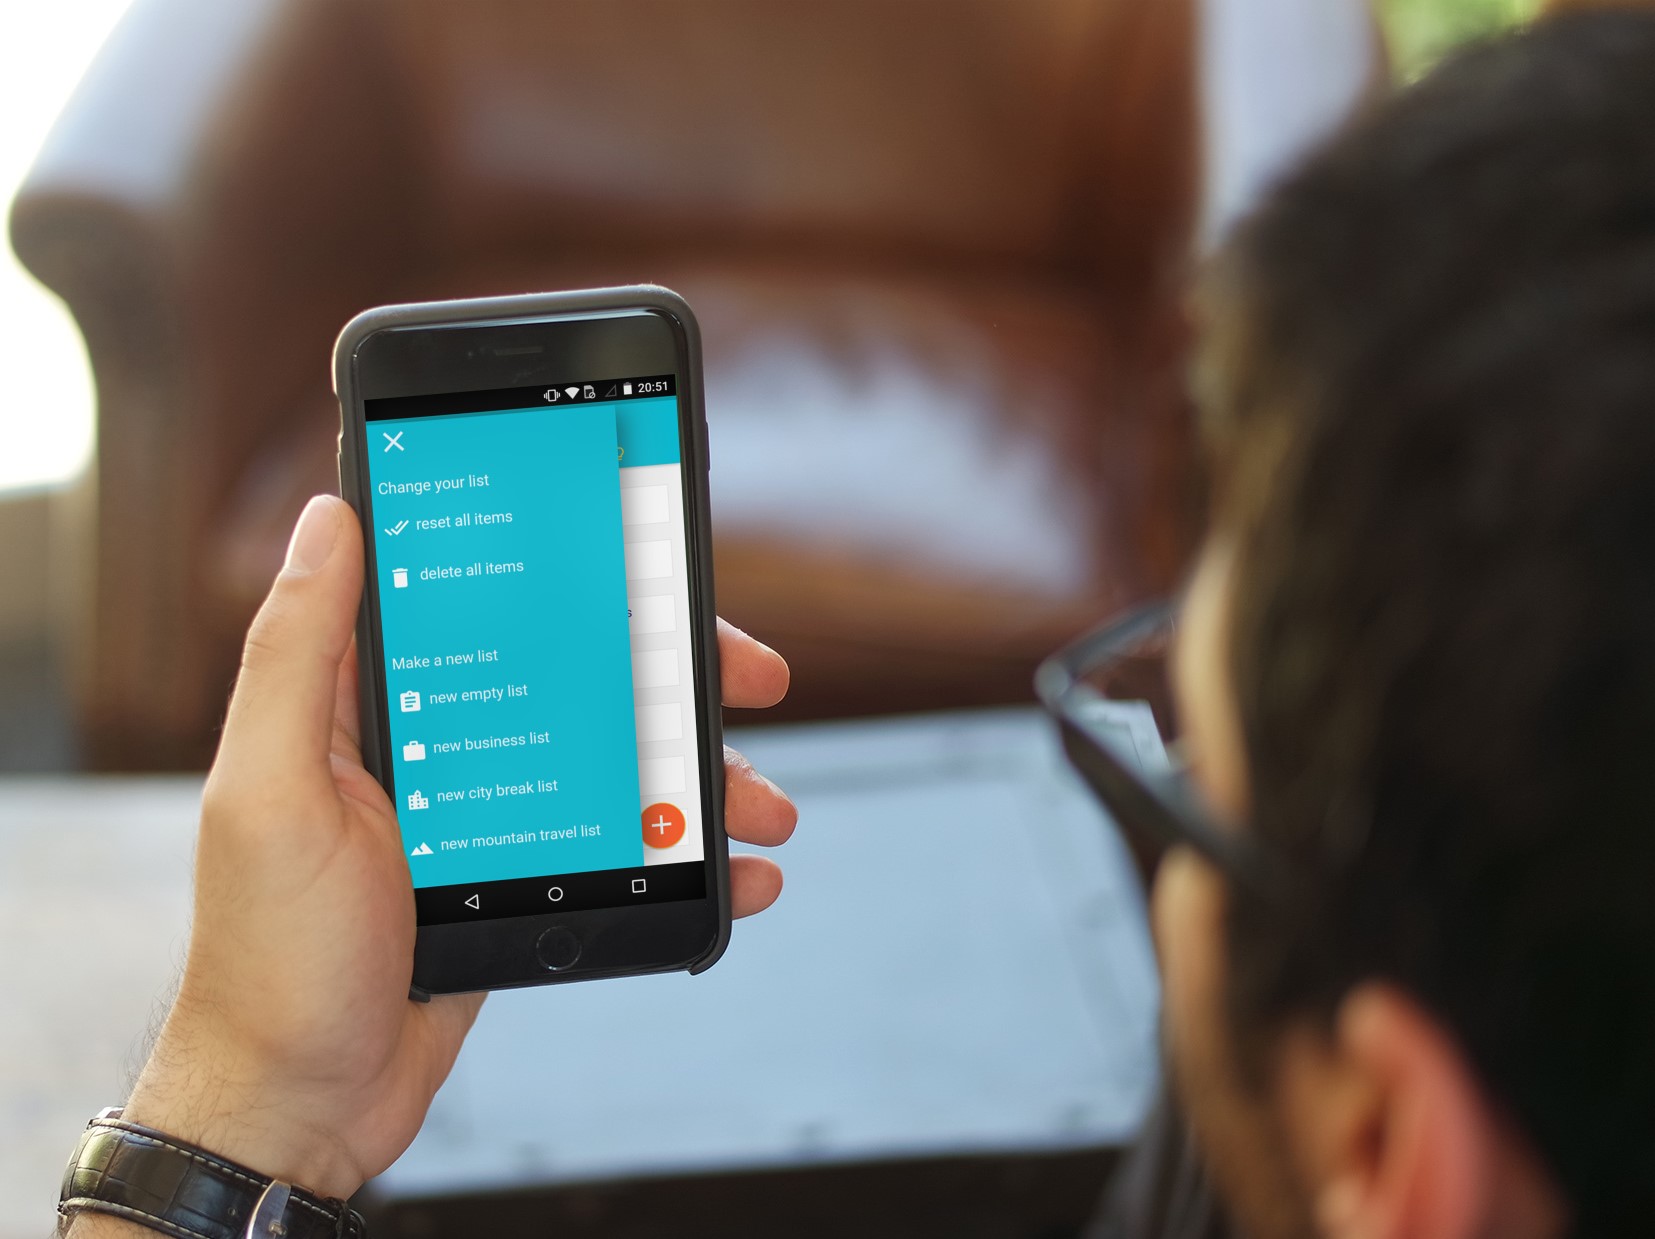 20:51
Change your list
reset all items
delete all items
s
Make a new list
new empty list
new business list
new city break list
new mountain travel list